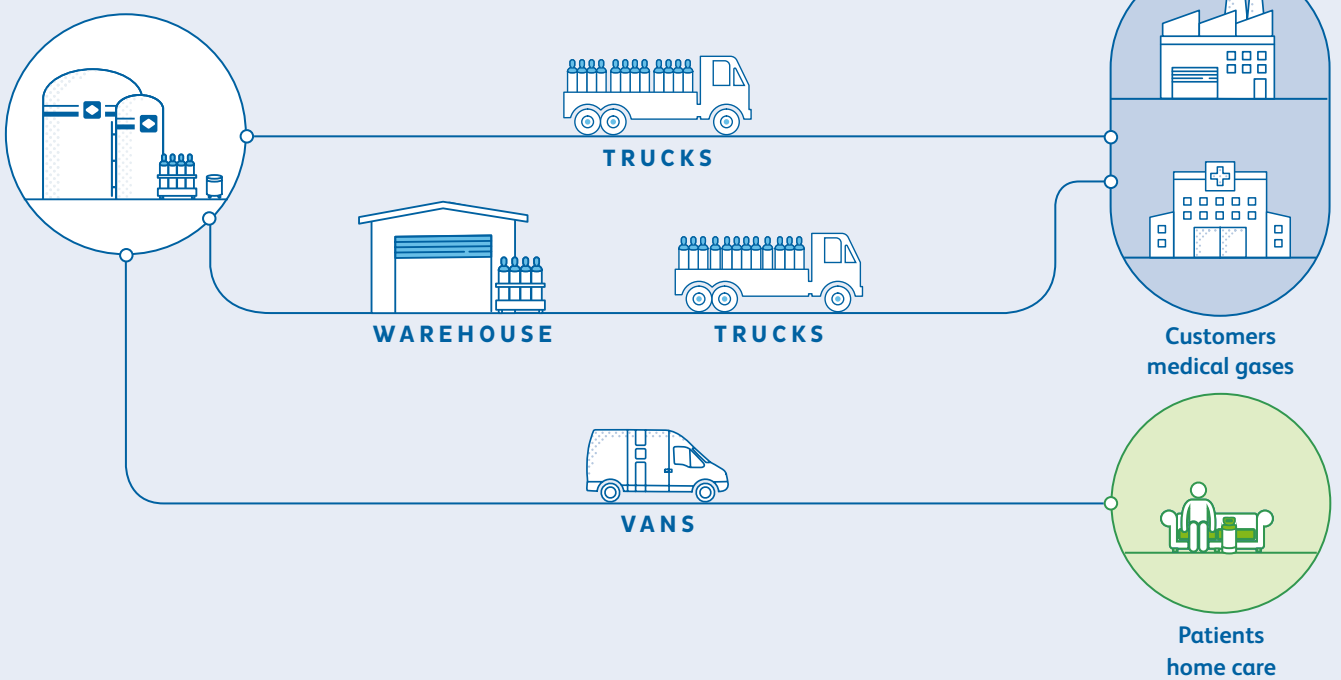 TRUCKS
WAREHOUSE
TRUCKS
Customers
medical gases
VANS
Patients
home care